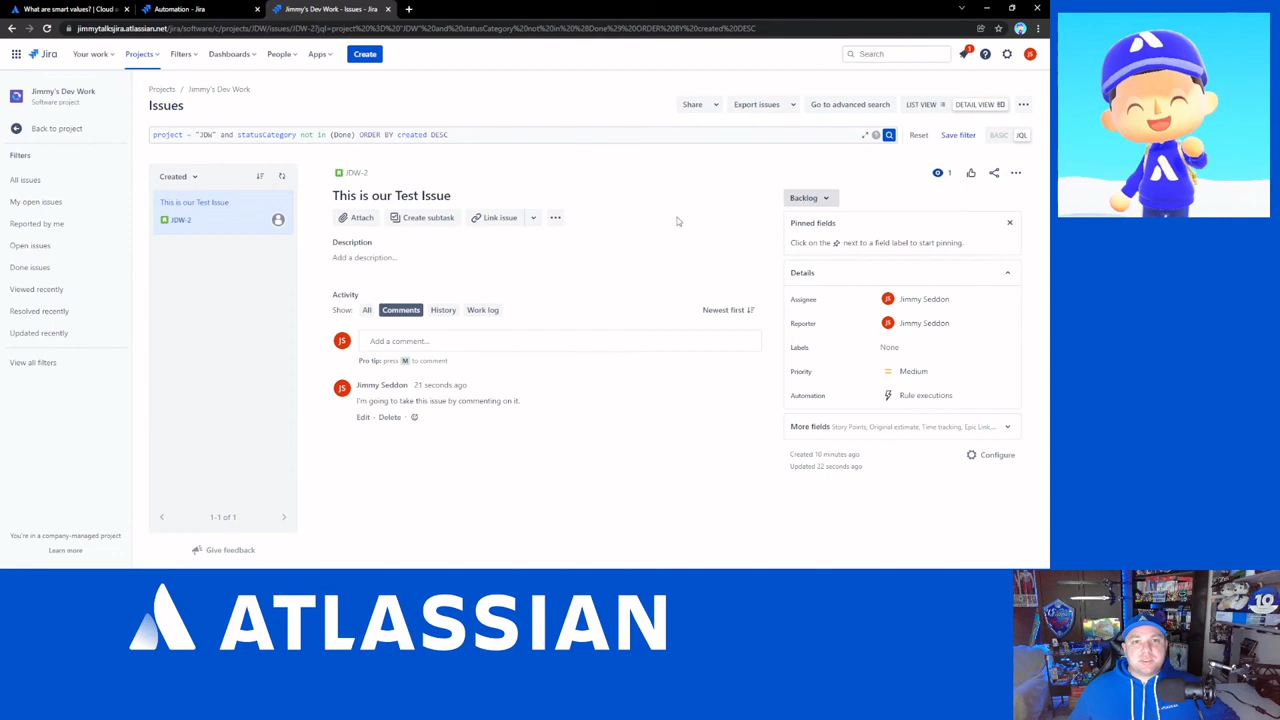 What are smart values? | Cloud
Automation - Jira
Jimmy's Dev Work - Issues - Jira
jimmytalksjira.atlassian.net/jira/software/c/projects/JDW/issues/JDW-2?jql=project%20%3D%20"JDW"%20and%20statusCategory%20not%20in%20%28Done%29%20ORDER%20BY%20created%20DESC
Jira
Your work
Projects
Filters
Dashboards
People
Apps
Create
Search
1
JS
Jimmy's Dev Work
Software project
Back to project
Filters
All issues
My open issues
Reported by me
Open issues
Done issues
Viewed recently
Resolved recently
Updated recently
View all filters
You're in a company-managed project
Learn more
Projects / Jimmy's Dev Work
Issues
Share
Export issues
Go to advanced search
LIST VIEW
DETAIL VIEW
project = "JDW" and statusCategory not in (Done) ORDER BY created DESC
Reset
Save filter
BASIC
JQL
Created
This is our Test Issue
JDW-2
1-1 of 1
Give feedback
JDW-2
1
This is our Test Issue
Attach
Create subtask
Link issue
Description
Add a description...
Activity
Show:
All
Comments
History
Work log
Newest first
JS
Add a comment...
Pro tip: press M to comment
JS
Jimmy Seddon 21 seconds ago
I'm going to take this issue by commenting on it.
Edit · Delete ·
Backlog
Pinned fields
Click on the next to a field label to start pinning.
Details
Assignee
JS
Jimmy Seddon
Reporter
JS
Jimmy Seddon
Labels
None
Priority
Medium
Automation
Rule executions
More fields Story Points, Original estimate, Time tracking, Epic Link,...
Created 10 minutes ago
Updated 22 seconds ago
Configure
ATLASSIAN
10